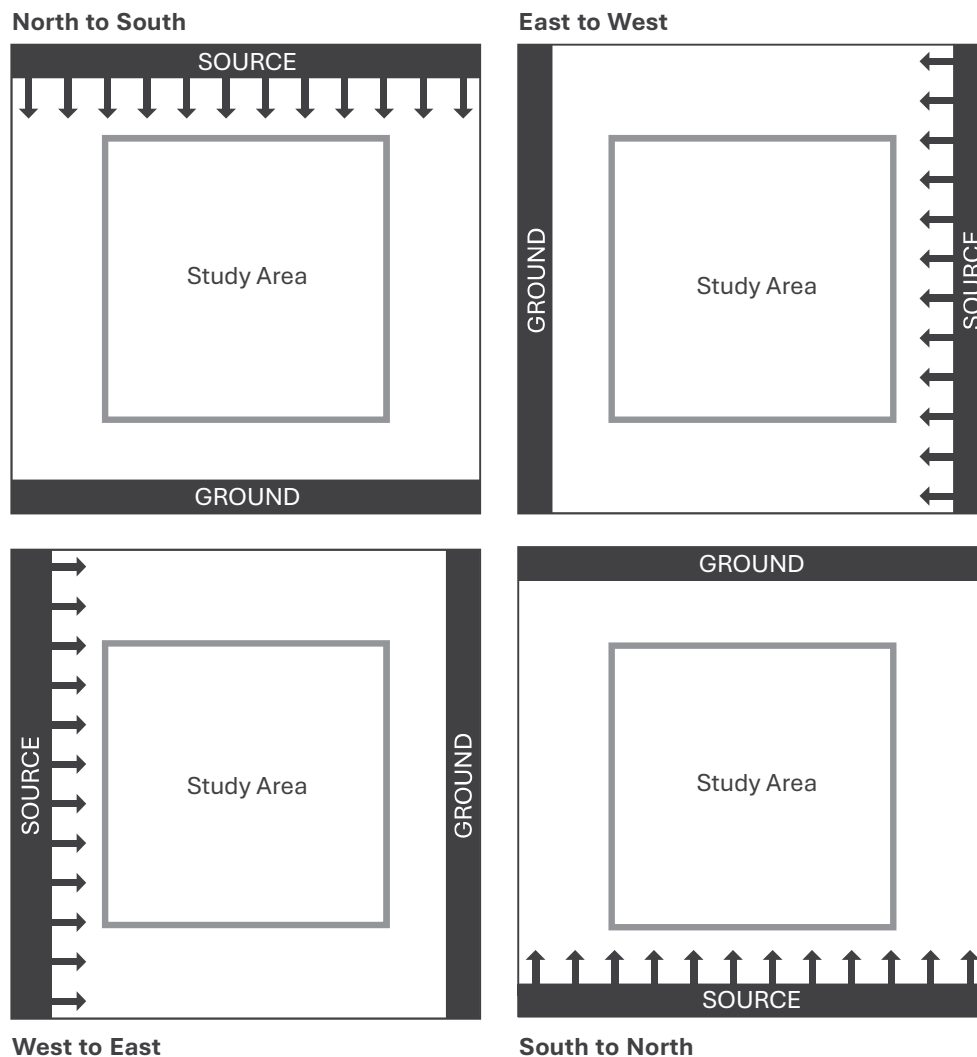 North to South
SOURCE
Study Area
GROUND
East to West
GROUND
Study Area
SOURCE
SOURCE
Study Area
GROUND
West to East
GROUND
Study Area
SOURCE
South to North